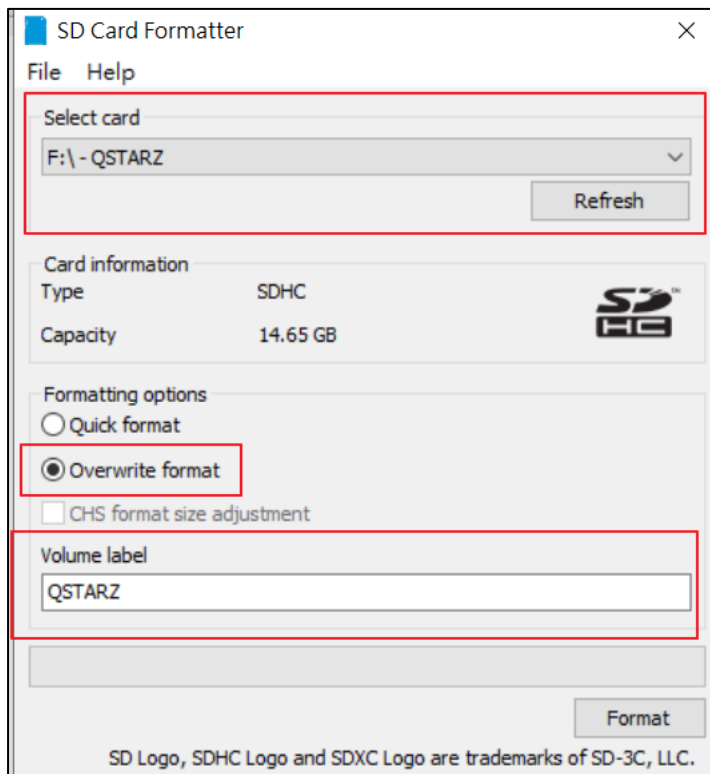 SD Card Formatter
File Help
Select card
F:\ - QSTARZ
Refresh
Card information
Type SDHC
SD™
HC
Capacity 14.65 GB
Formatting options
Quick format
Overwrite format
CHS format size adjustment
Volume label
QSTARZ
Format
SD Logo, SDHC Logo and SDXC Logo are trademarks of SD-3C, LLC.